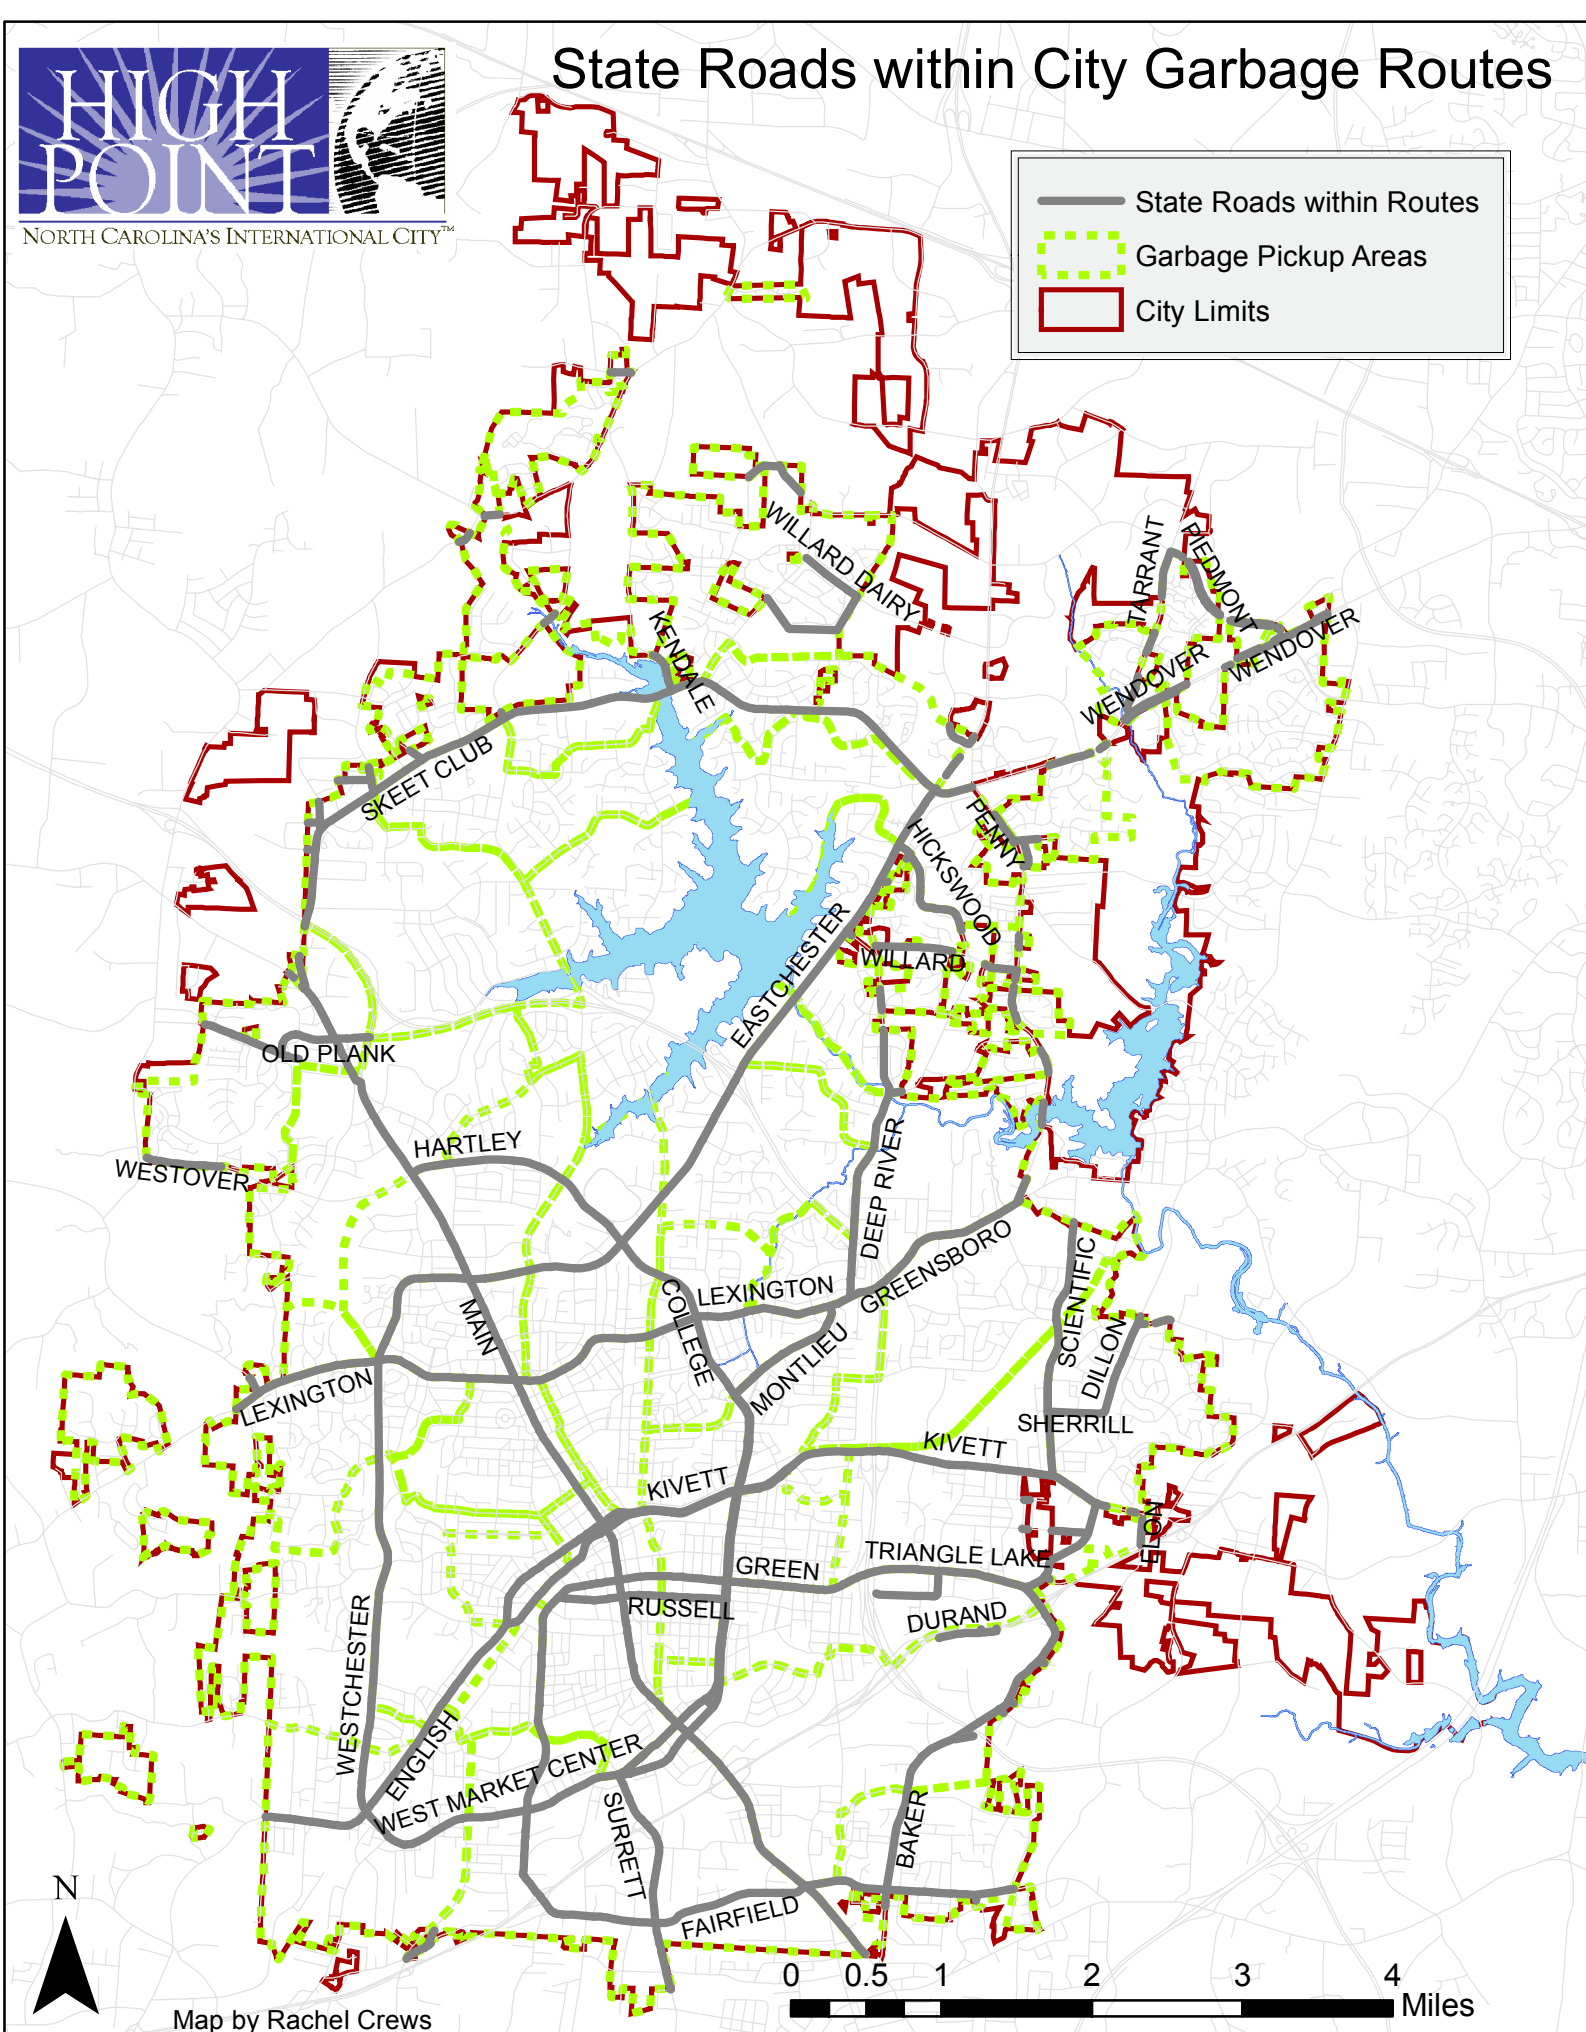 State Roads within City Garbage Routes
HIGH
POINT
NORTH CAROLINA'S INTERNATIONAL CITY™
State Roads within Routes
Garbage Pickup Areas
City Limits
WILLARD DAIRY
TARRANT
PIEDMONT
KENDALE
WENDOVER
WENDOVER
SKEET CLUB
PENNY
HICKSWOOD
EASTCHESTER
WILLARD
OLD PLANK
HARTLEY
WESTOVER
DEEP RIVER
GREENSBORO
SCIENTIFIC
LEXINGTON
COLLEGE
MAIN
MONTLIEU
DILLON
LEXINGTON
SHERRILL
KIVETT
KIVETT
ELON
TRIANGLE LAKE
GREEN
RUSSELL
DURAND
WESTCHESTER
ENGLISH
WEST MARKET CENTER
SURRETT
BAKER
FAIRFIELD
N
0 0.5 1 2 3 4
Miles
Map by Rachel Crews